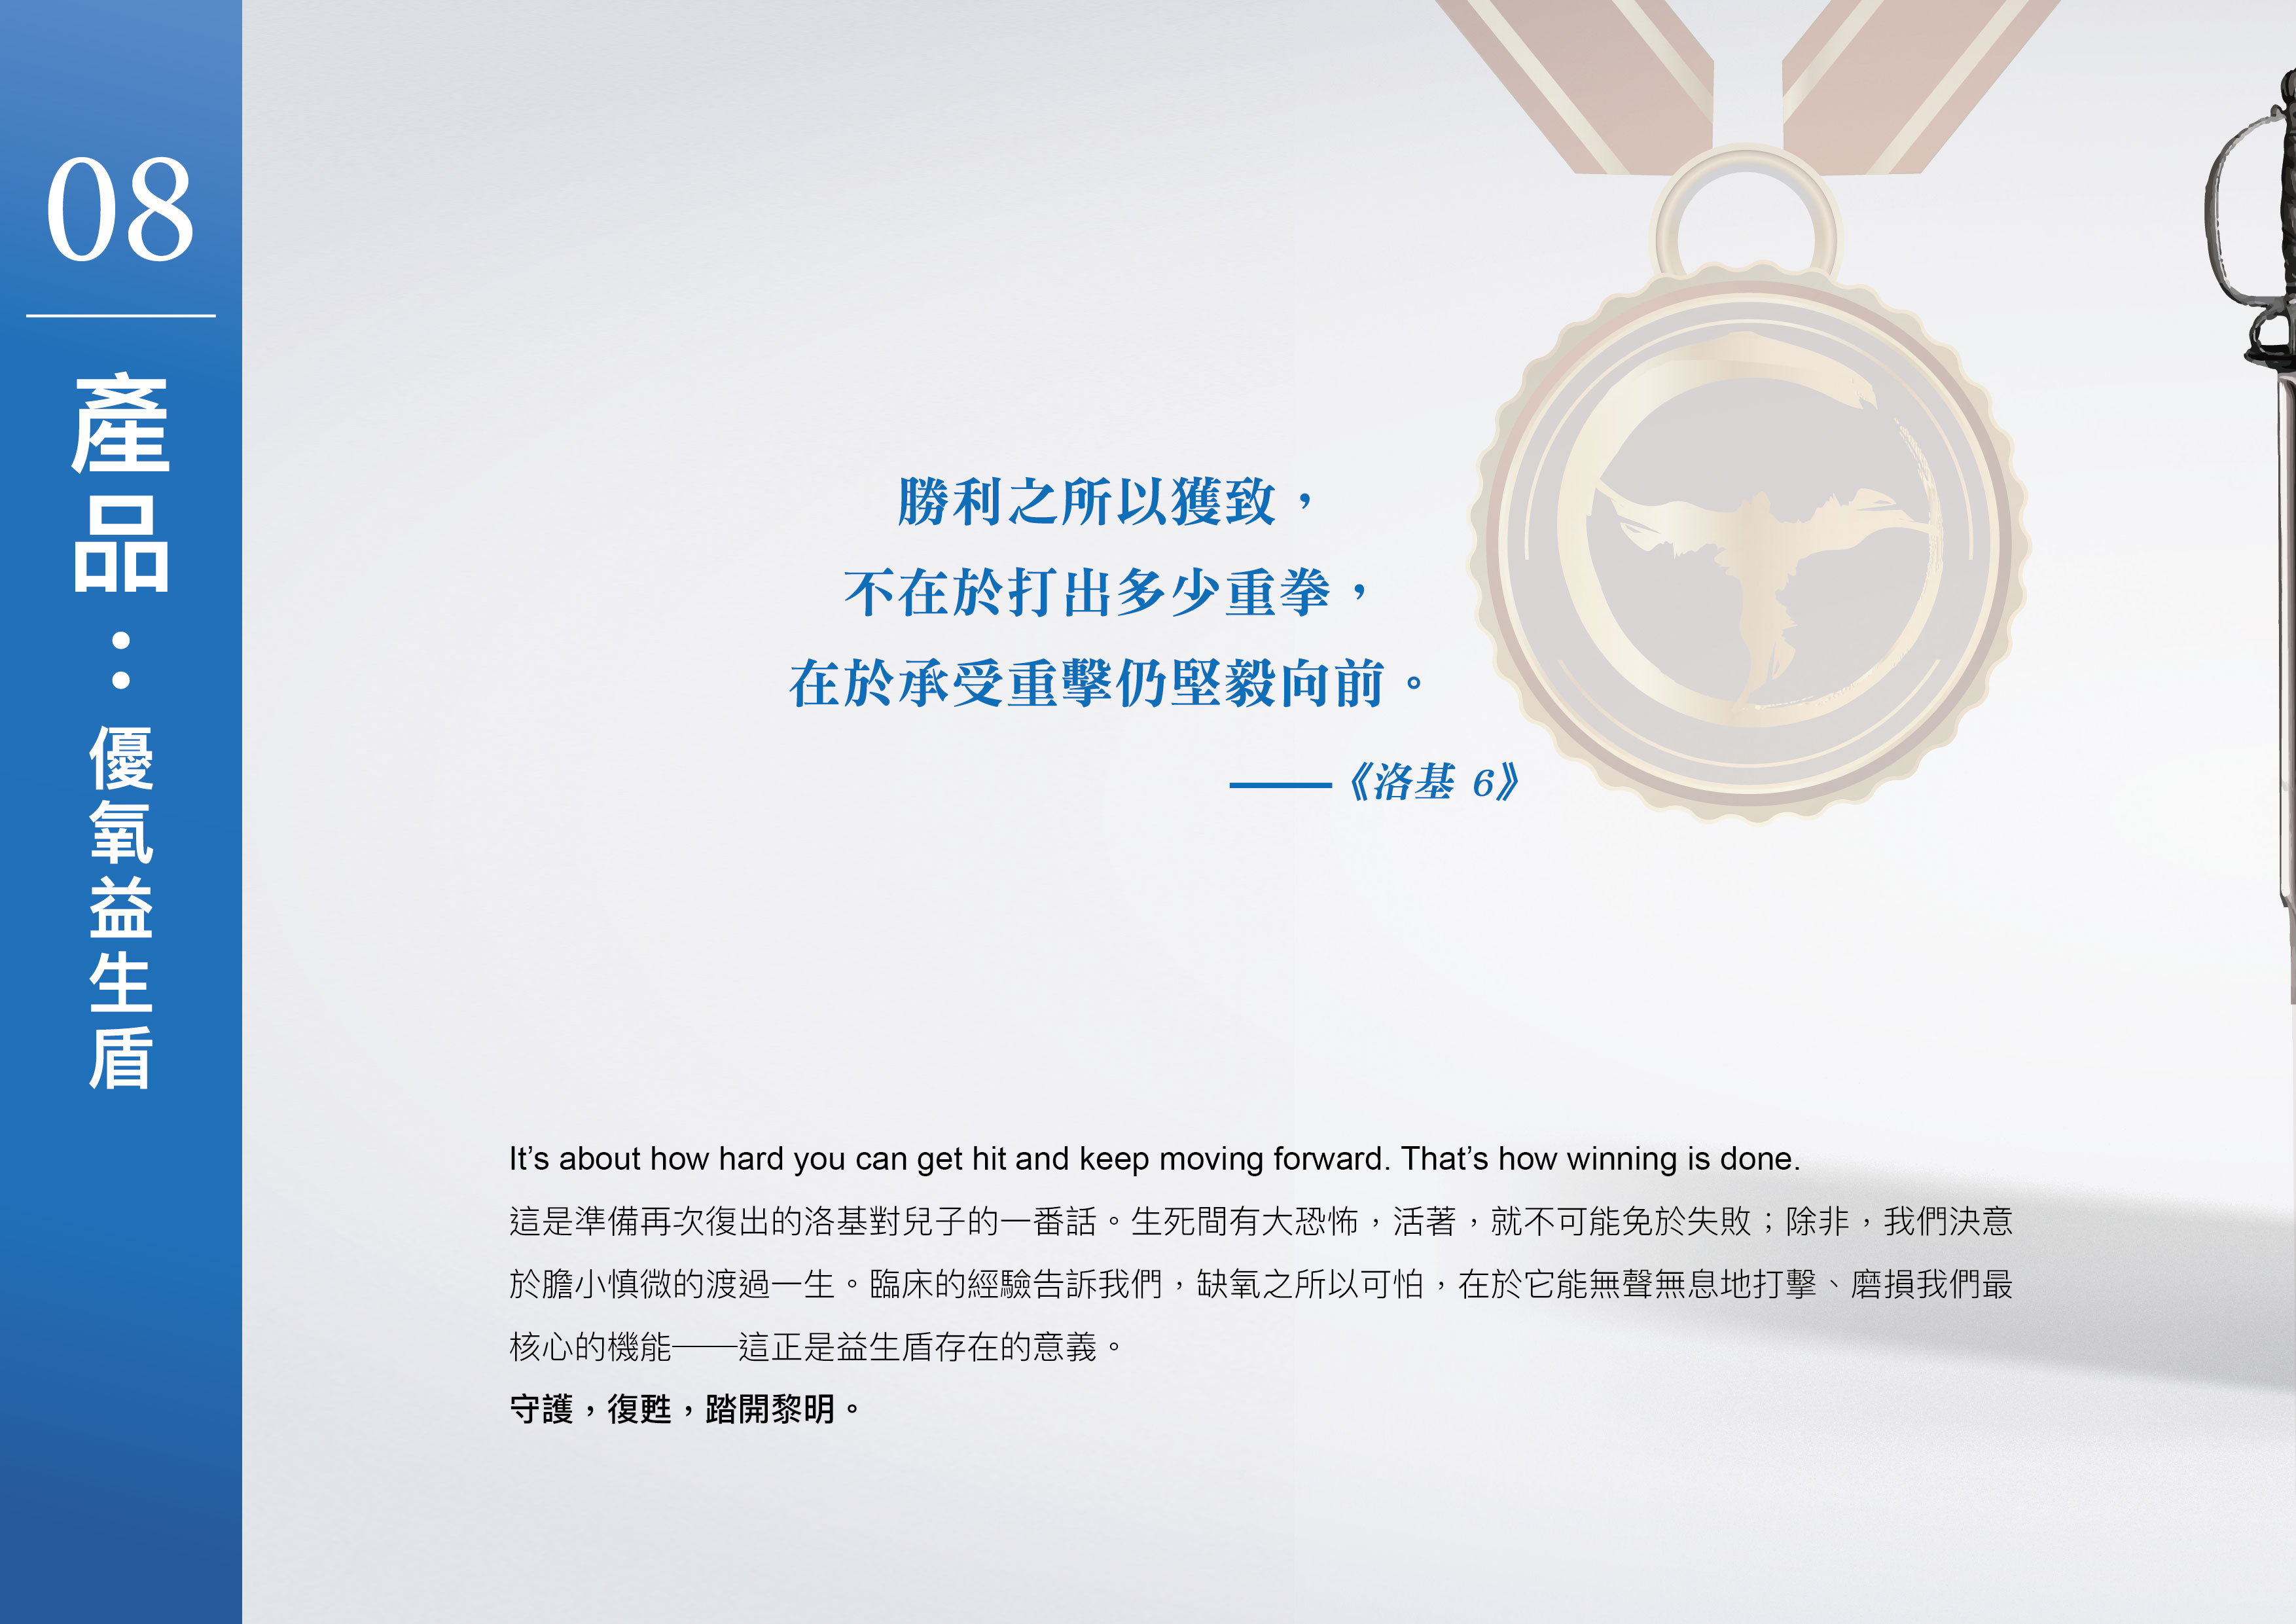 08
產品：優氧益生盾
勝利之所以獲致，
不在於打出多少重拳，
在於承受重擊仍堅毅向前。
——《洛基 6》
It’s about how hard you can get hit and keep moving forward. That’s how winning is done.
這是準備再次復出的洛基對兒子的一番話。生死間有大恐怖，活著，就不可能免於失敗；除非，我們決意
於膽小慎微的渡過一生。臨床的經驗告訴我們，缺氧之所以可怕，在於它能無聲無息地打擊、磨損我們最
核心的機能——這正是益生盾存在的意義。
守護，復甦，踏開黎明。